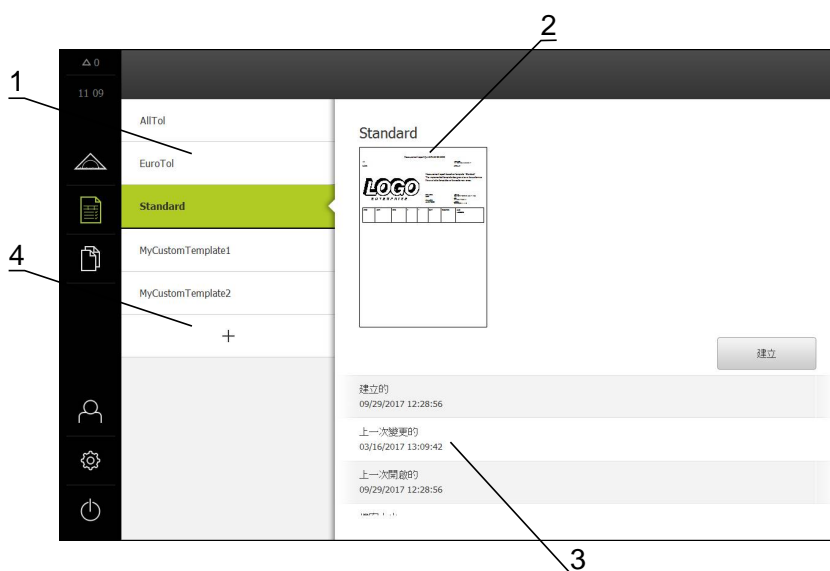 2
△ 0
1
11 09
AllTol
Standard
EuroTol
LOGO
ENTERPRISE
Standard
4
MyCustomTemplate1
MyCustomTemplate2
+
建立
建立的
09/29/2017 12:28:56
上一次變更的
03/16/2017 13:09:42
上一次開啟的
09/29/2017 12:28:56
3